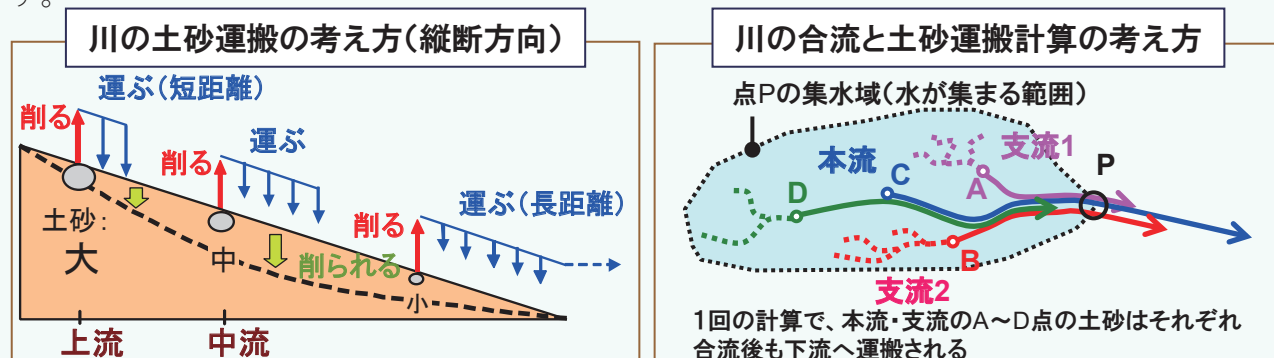 す。
川の土砂運搬の考え方(縦断方向)
運ぶ(短距離)
削る
運ぶ
削る
運ぶ(長距離)
削る
土砂:
大
中
削られる
小
上流
中流
川の合流と土砂運搬計算の考え方
点Pの集水域(水が集まる範囲)
支流1
本流
P
C
A
D
B
支流2
1回の計算で、本流・支流のA~D点の土砂はそれぞれ
合流後も下流へ運搬される